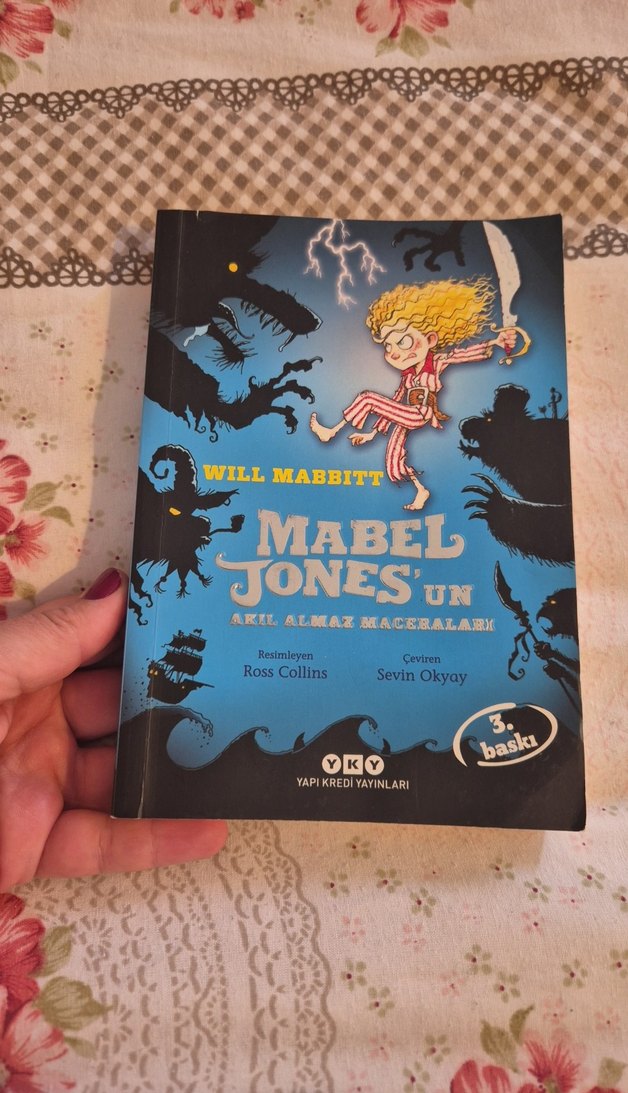 WILL MABBITT
MABEL
JONES'UN
AKIL ALMAZ MACERALARI
Resimleyen
Ross Collins
Çeviren
Sevin Okyay
3.
baskı
YKY
YAPI KREDİ YAYINLARI